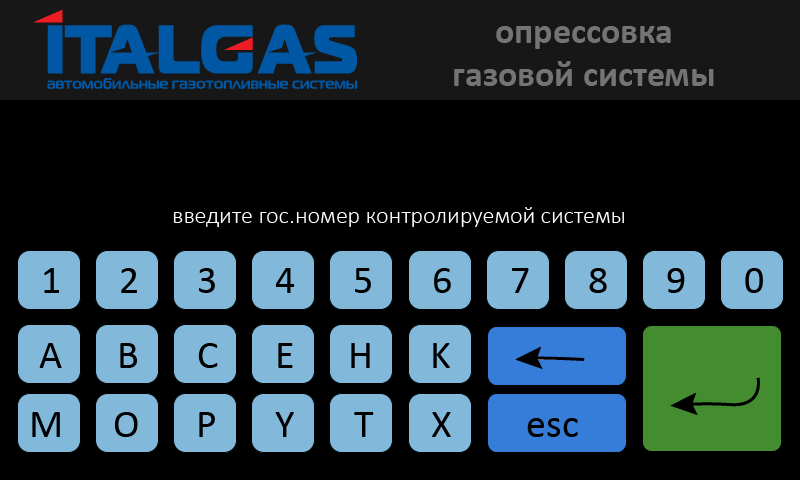 ITALGAS
автомобильные газотопливные системы
опрессовка
газовой системы
введите гос.номер контролируемой системы
1 2 3 4 5 6 7 8 9 0
А В С Е Н К
М О Р У Т Х
esc